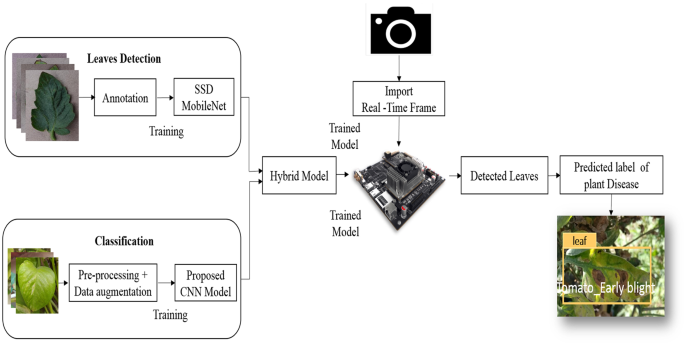 Leaves Detection
Annotation
SSD
MobileNet
Training
Classification
Pre-processing +
Data augmentation
Proposed
CNN Model
Training
Hybrid Model
Import
Real -Time Frame
Trained
Model
Trained
Model
Detected Leaves
Predicted label of
plant Disease
leaf
Tomato_Early blight